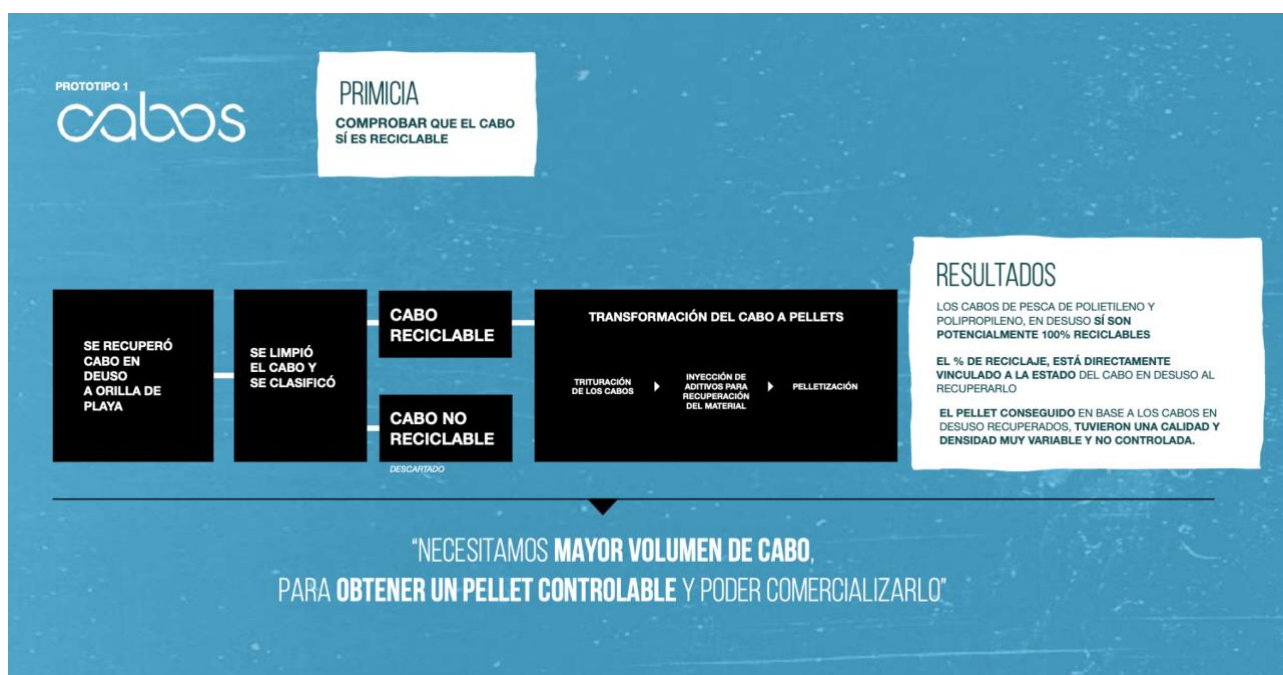 PROTOTIPO 1
cabos
PRIMICIA
COMPROBAR QUE EL CABO
SÍ ES RECICLABLE
SE RECUPERÓ
CABO EN
DEUSO
A ORILLA DE
PLAYA
SE LIMPIÓ
EL CABO Y
SE CLASIFICÓ
CABO
RECICLABLE
CABO NO
RECICLABLE
DESCARTADO
TRANSFORMACIÓN DEL CABO A PELLETS
TRITURACIÓN
DE LOS CABOS
INYECCIÓN DE
ADITIVOS PARA
RECUPERACIÓN
DEL MATERIAL
PELLETIZACIÓN
RESULTADOS
LOS CABOS DE PESCA DE POLIETILENO Y
POLIPROPILENO, EN DESUSO SÍ SON
POTENCIALMENTE 100% RECICLABLES
EL % DE RECICLAJE, ESTÁ DIRECTAMENTE
VINCULADO A LA ESTADO DEL CABO EN DESUSO AL
RECUPERARLO
EL PELLET CONSEGUIDO EN BASE A LOS CABOS EN
DESUSO RECUPERADOS, TUVIERON UNA CALIDAD Y
DENSIDAD MUY VARIABLE Y NO CONTROLADA.
"NECESITAMOS MAYOR VOLUMEN DE CABO,
PARA OBTENER UN PELLET CONTROLABLE Y PODER COMERCIALIZARLO"